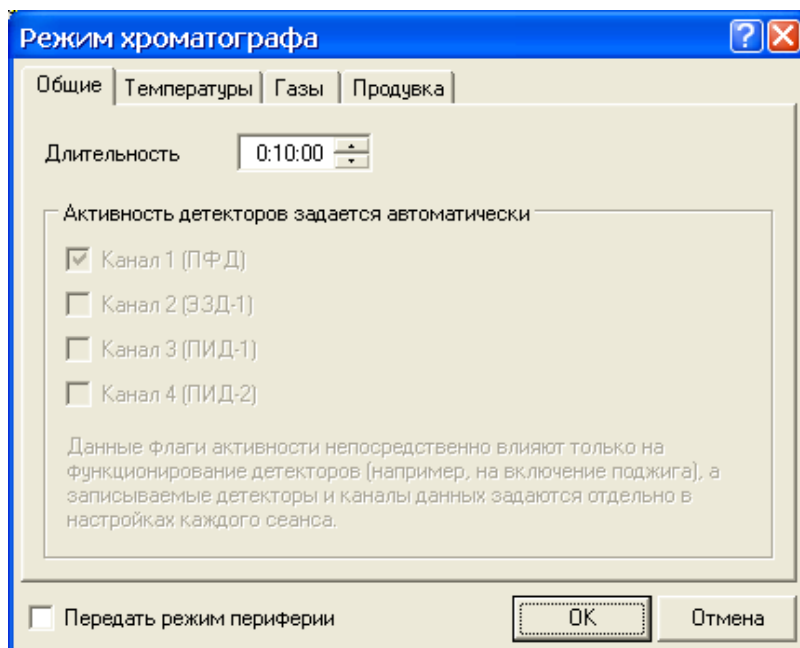 Режим хроматографа
Общие Температуры Газы Продувка
Длительность 0:10:00
Активность детекторов задается автоматически
Канал 1 (ПФД)
Канал 2 (ЭЗД-1)
Канал 3 (ПИД-1)
Канал 4 (ПИД-2)
Данные флаги активности непосредственно влияют только на
функционирование детекторов (например, на включение поджига), а
записываемые детекторы и каналы данных задаются отдельно в
настройках каждого сеанса.
Передать режим периферии OK Отмена